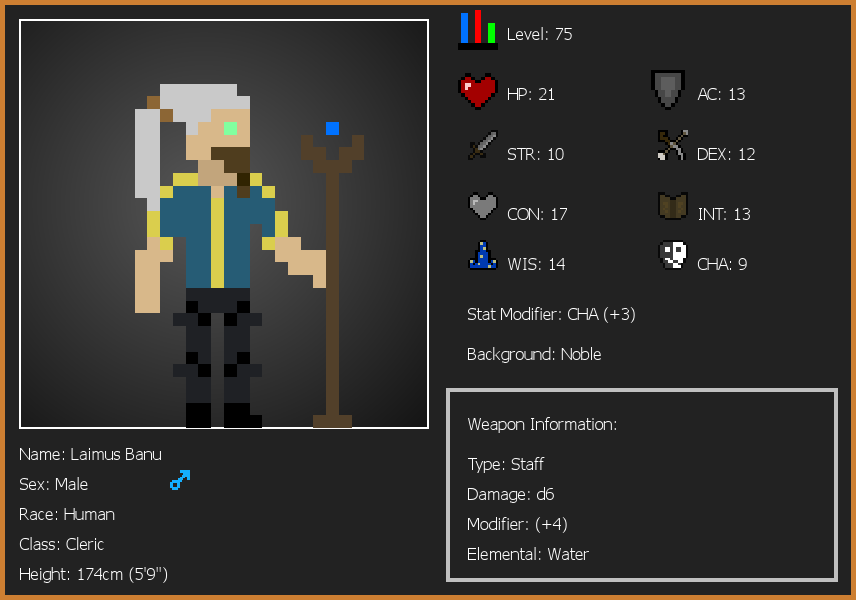 Level: 75
HP: 21
AC: 13
STR: 10
DEX: 12
CON: 17
INT: 13
WIS: 14
CHA: 9
Stat Modifier: CHA (+3)
Background: Noble
Weapon Information:
Type: Staff
Damage: d6
Modifier: (+4)
Elemental: Water
Name: Laimus Banu
Sex: Male
Race: Human
Class: Cleric
Height: 174cm (5'9")